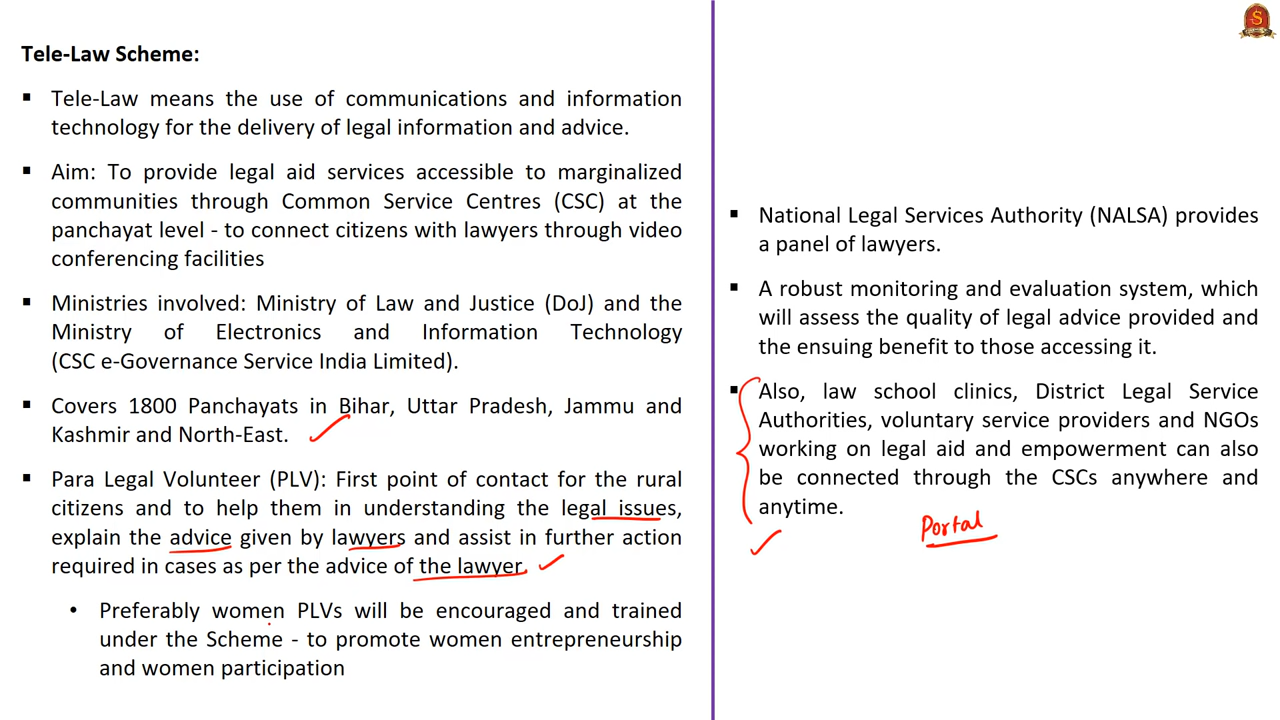 Tele-Law Scheme:
▪ Tele-Law means the use of communications and information
technology for the delivery of legal information and advice.
▪ Aim: To provide legal aid services accessible to marginalized
communities through Common Service Centres (CSC) at the
panchayat level - to connect citizens with lawyers through video
conferencing facilities
▪ Ministries involved: Ministry of Law and Justice (DoJ) and the
Ministry of Electronics and Information Technology
(CSC e-Governance Service India Limited).
▪ Covers 1800 Panchayats in Bihar, Uttar Pradesh, Jammu and
Kashmir and North-East.
▪ Para Legal Volunteer (PLV): First point of contact for the rural
citizens and to help them in understanding the legal issues,
explain the advice given by lawyers and assist in further action
required in cases as per the advice of the lawyer.
• Preferably women PLVs will be encouraged and trained
under the Scheme - to promote women entrepreneurship
and women participation
▪ National Legal Services Authority (NALSA) provides
a panel of lawyers.
▪ A robust monitoring and evaluation system, which
will assess the quality of legal advice provided and
the ensuing benefit to those accessing it.
▪ Also, law school clinics, District Legal Service
Authorities, voluntary service providers and NGOs
working on legal aid and empowerment can also
be connected through the CSCs anywhere and
anytime.
Portal